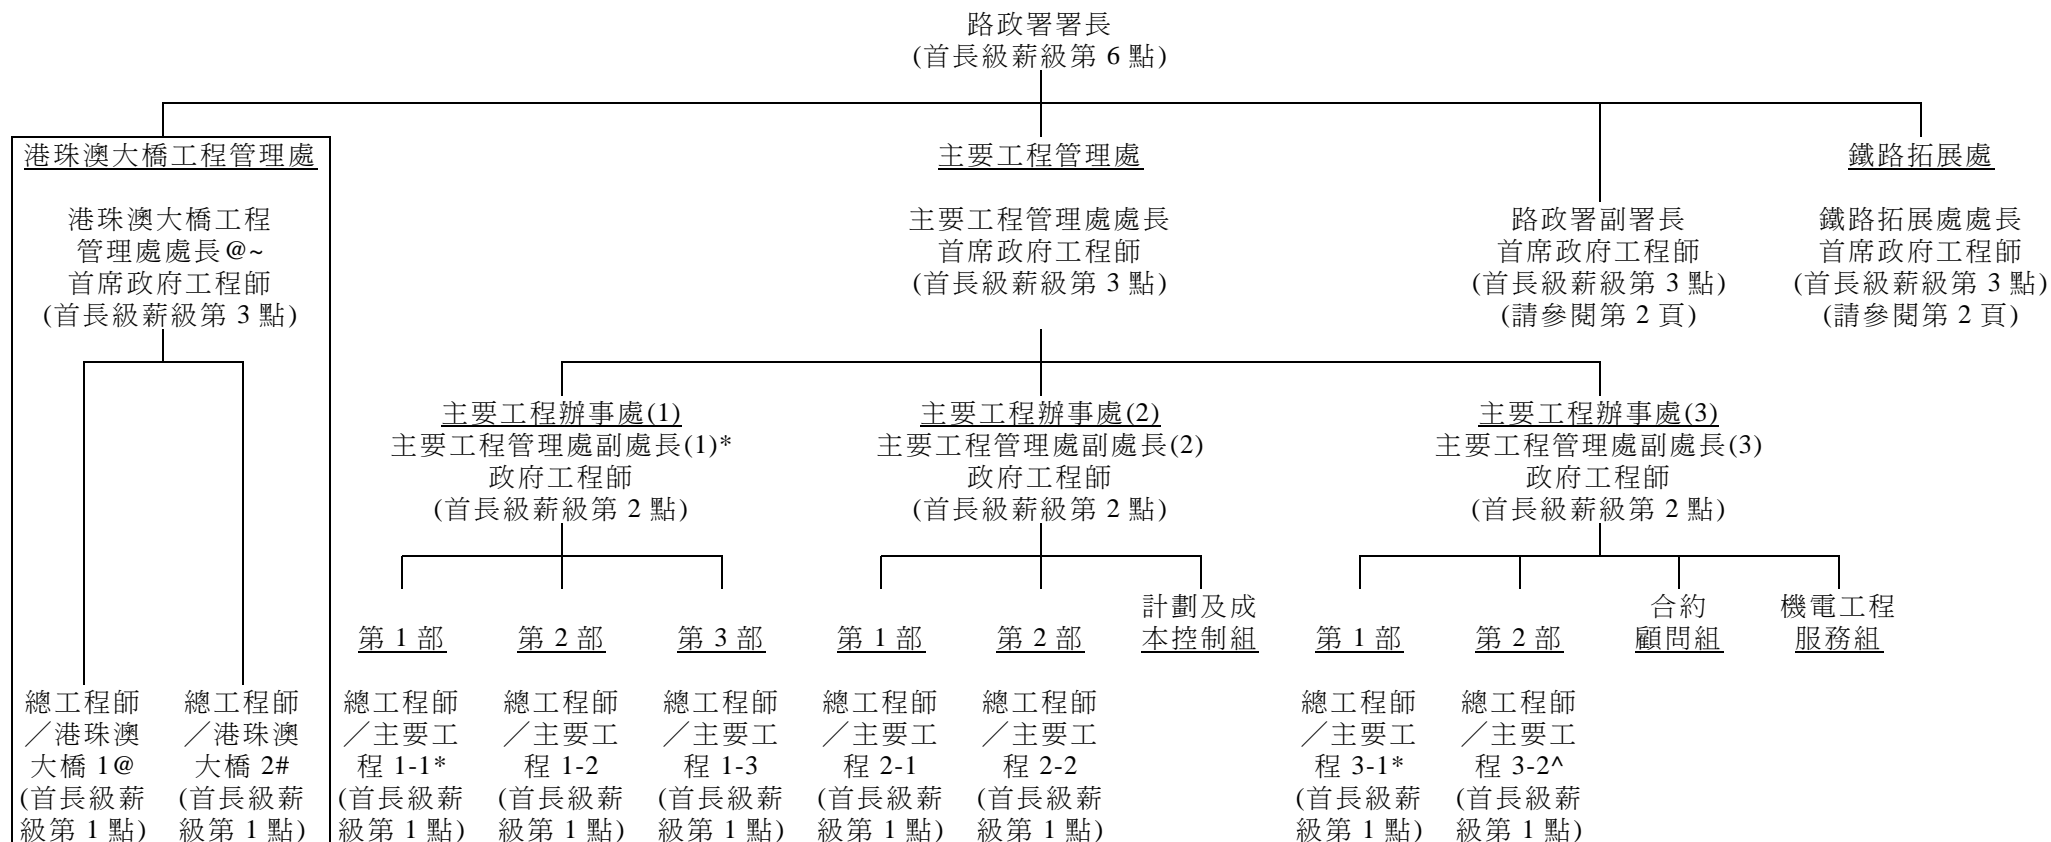 路政署署長
(首長級薪級第 6 點)
港珠澳大橋工程管理處
港珠澳大橋工程
管理處處長@~
首席政府工程師
(首長級薪級第 3 點)
主要工程管理處
主要工程管理處處長
首席政府工程師
(首長級薪級第 3 點)
路政署副署長
首席政府工程師
(首長級薪級第 3 點)
(請參閱第 2 頁)
鐵路拓展處
鐵路拓展處處長
首席政府工程師
(首長級薪級第 3 點)
(請參閱第 2 頁)
主要工程辦事處(1)
主要工程管理處副處長(1)*
政府工程師
(首長級薪級第 2 點)
主要工程辦事處(2)
主要工程管理處副處長(2)
政府工程師
(首長級薪級第 2 點)
主要工程辦事處(3)
主要工程管理處副處長(3)
政府工程師
(首長級薪級第 2 點)
總工程師
／港珠澳
大橋 1@
(首長級薪
級第 1 點)
總工程師
／港珠澳
大橋 2#
(首長級薪
級第 1 點)
第 1 部
總工程師
／主要工
程 1-1*
(首長級薪
級第 1 點)
第 2 部
總工程師
／主要工
程 1-2
(首長級薪
級第 1 點)
第 3 部
總工程師
／主要工
程 1-3
(首長級薪
級第 1 點)
第 1 部
總工程師
／主要工
程 2-1
(首長級薪
級第 1 點)
第 2 部
總工程師
／主要工
程 2-2
(首長級薪
級第 1 點)
計劃及成
本控制組
第 1 部
總工程師
／主要工
程 3-1*
(首長級薪
級第 1 點)
第 2 部
總工程師
／主要工
程 3-2^
(首長級薪
級第 1 點)
合約
顧問組
機電工程
服務組